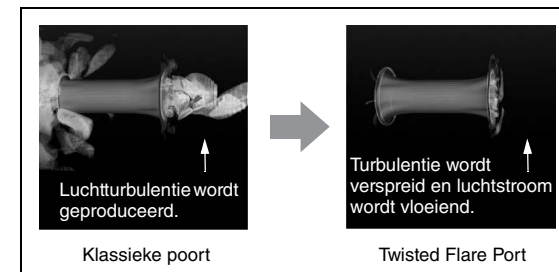 Luchtturbulentie wordt
geproduceerd.
Turbulentie wordt
verspreid en luchtstroom
wordt vloeiend.
Klassieke poort
Twisted Flare Port